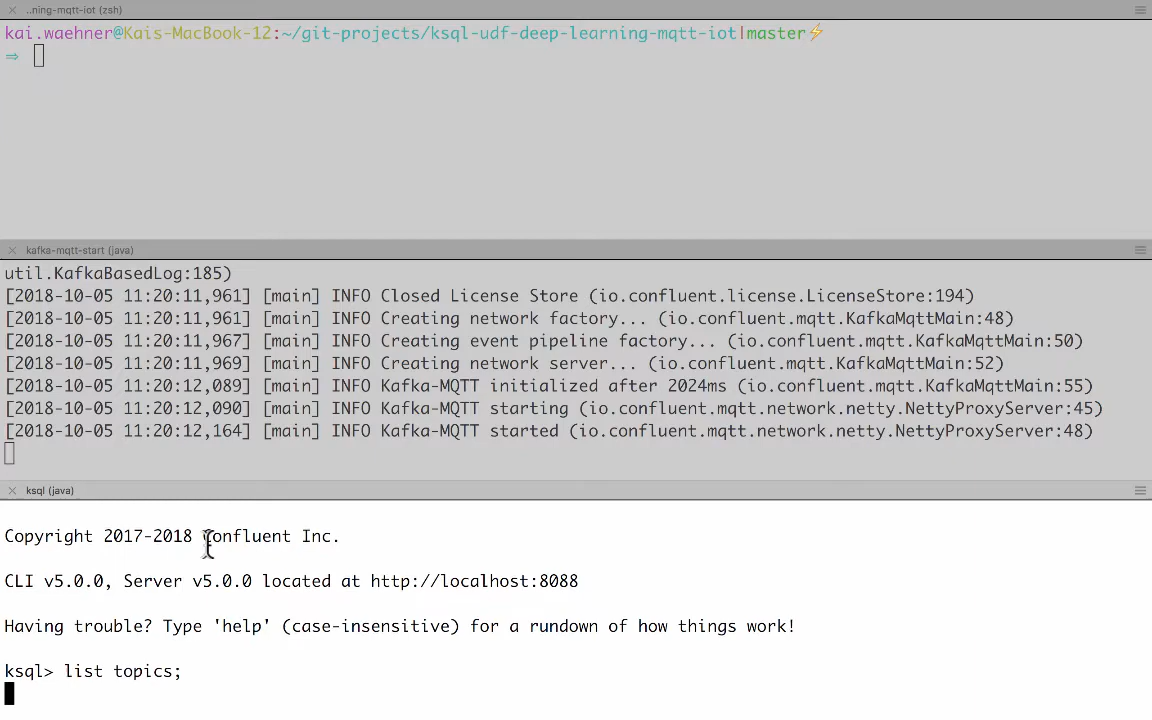 ..ning-mqtt-iot (zsh)
kai.waehner@Kais-MacBook-12:~/git-projects/ksql-udf-deep-learning-mqtt-iot|master⚡
⇒
kafka-mqtt-start (java)
util.KafkaBasedLog:185)
[2018-10-05 11:20:11,961] [main] INFO Closed License Store (io.confluent.license.LicenseStore:194)
[2018-10-05 11:20:11,961] [main] INFO Creating network factory... (io.confluent.mqtt.KafkaMqttMain:48)
[2018-10-05 11:20:11,967] [main] INFO Creating event pipeline factory... (io.confluent.mqtt.KafkaMqttMain:50)
[2018-10-05 11:20:11,969] [main] INFO Creating network server... (io.confluent.mqtt.KafkaMqttMain:52)
[2018-10-05 11:20:12,089] [main] INFO Kafka-MQTT initialized after 2024ms (io.confluent.mqtt.KafkaMqttMain:55)
[2018-10-05 11:20:12,090] [main] INFO Kafka-MQTT starting (io.confluent.mqtt.network.netty.NettyProxyServer:45)
[2018-10-05 11:20:12,164] [main] INFO Kafka-MQTT started (io.confluent.mqtt.network.netty.NettyProxyServer:48)
ksql (java)
Copyright 2017-2018 Confluent Inc.
CLI v5.0.0, Server v5.0.0 located at http://localhost:8088
Having trouble? Type 'help' (case-insensitive) for a rundown of how things work!
ksql> list topics;